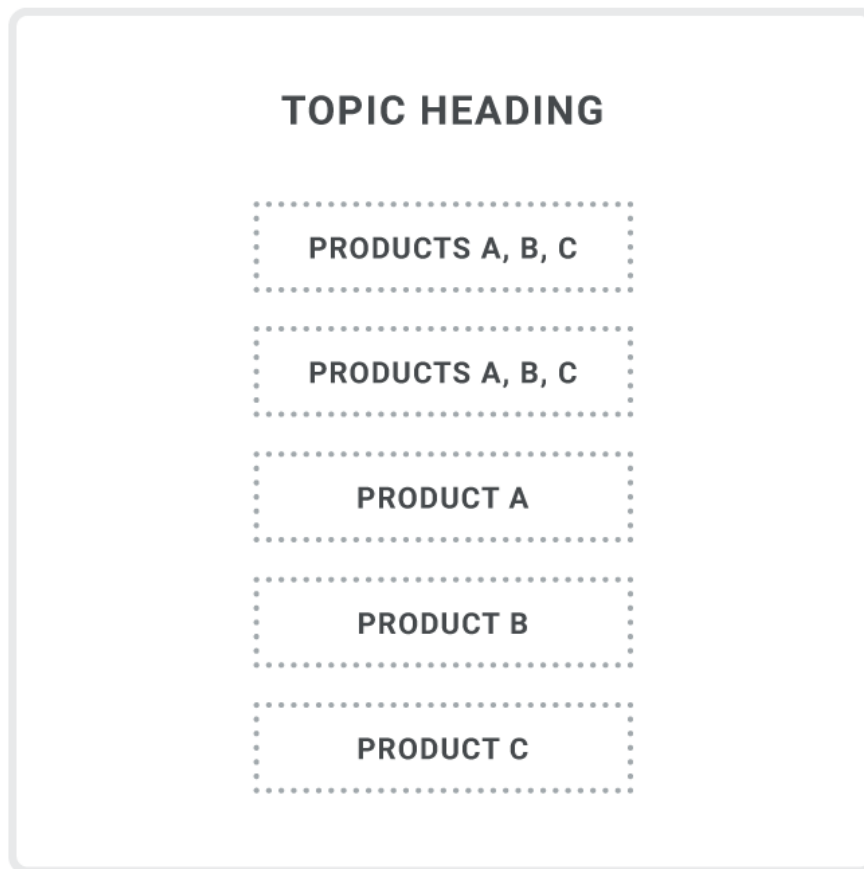 TOPIC HEADING
PRODUCTS A, B, C
PRODUCTS A, B, C
PRODUCT A
PRODUCT B
PRODUCT C